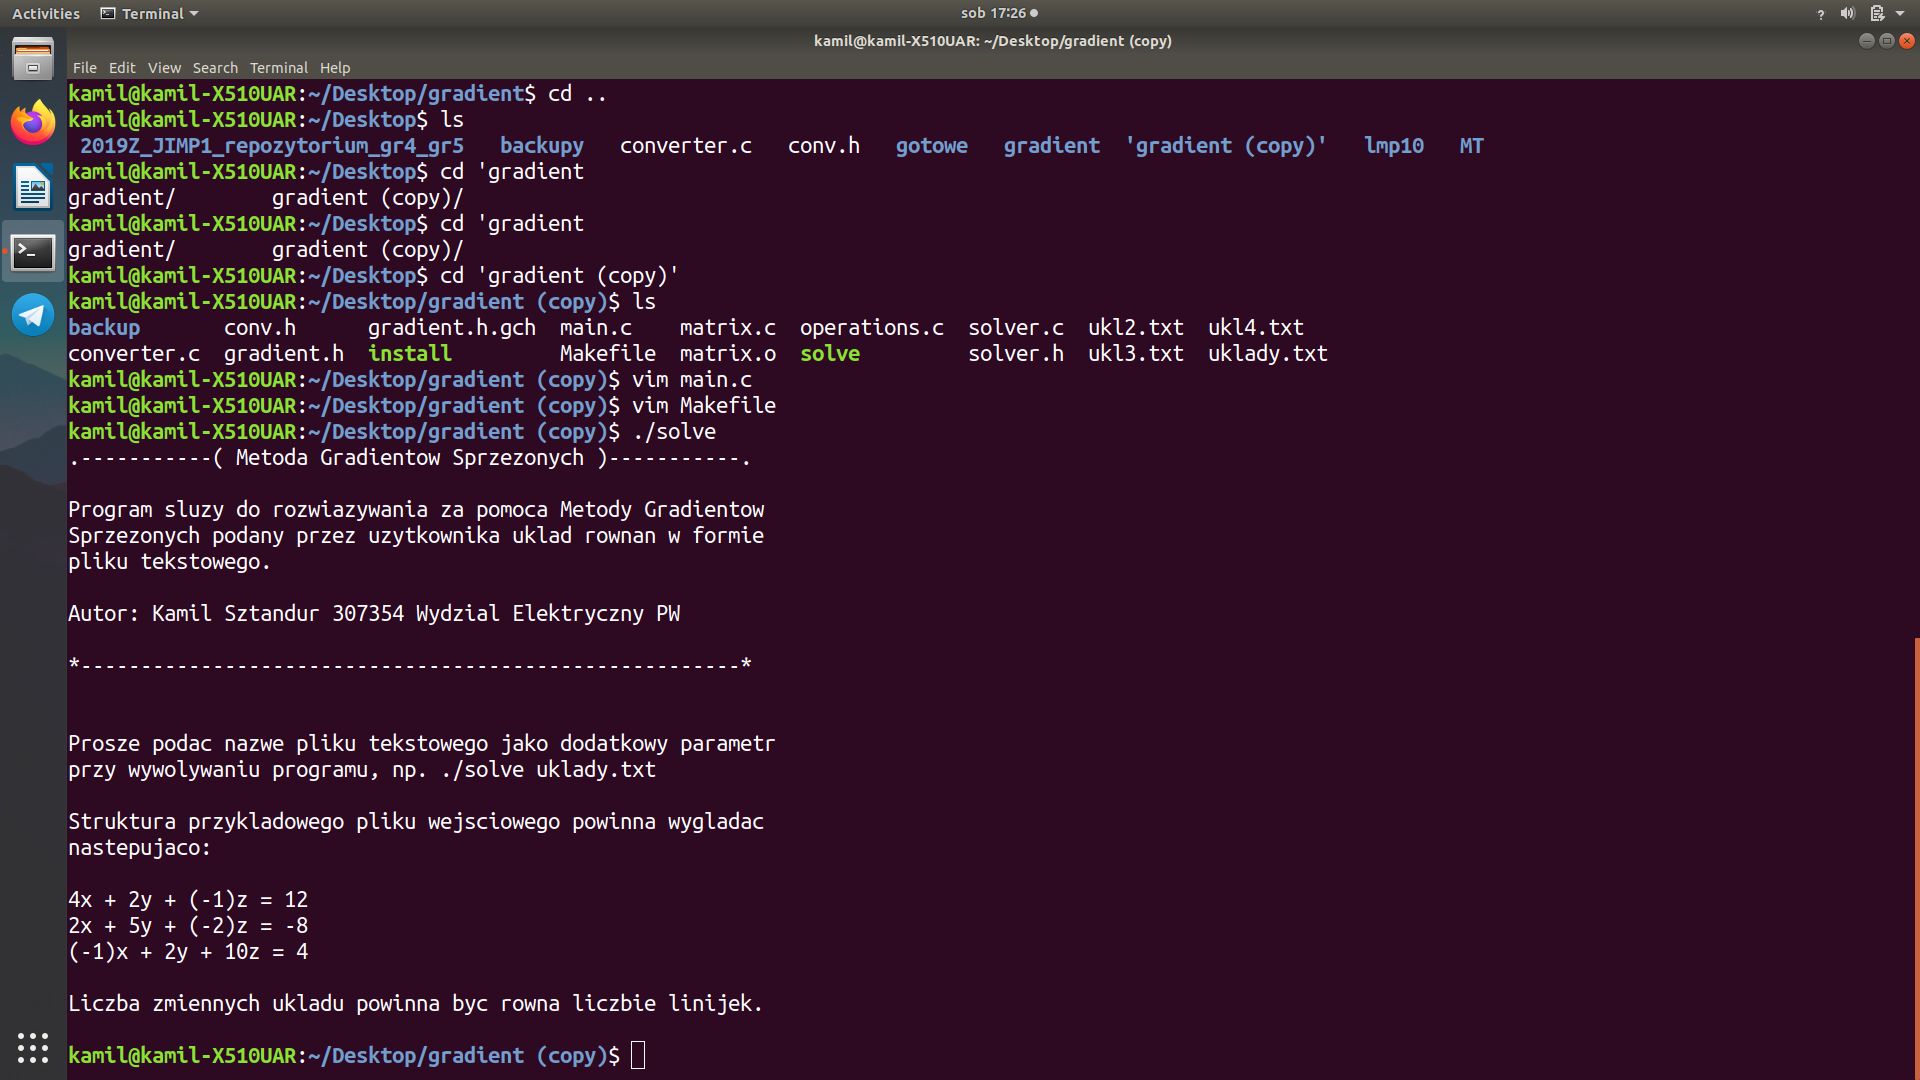 Activities Terminal sob 17:26
kamil@kamil-X510UAR: ~/Desktop/gradient (copy)
File Edit View Search Terminal Help
kamil@kamil-X510UAR:~/Desktop/gradient$ cd ..
kamil@kamil-X510UAR:~/Desktop$ ls
2019Z_JIMP1_repozytorium_gr4_gr5 backupy converter.c conv.h gotowe gradient 'gradient (copy)' lmp10 MT
kamil@kamil-X510UAR:~/Desktop$ cd 'gradient
gradient/ gradient (copy)/
kamil@kamil-X510UAR:~/Desktop$ cd 'gradient
gradient/ gradient (copy)/
kamil@kamil-X510UAR:~/Desktop$ cd 'gradient (copy)'
kamil@kamil-X510UAR:~/Desktop/gradient (copy)$ ls
backup conv.h gradient.h.gch main.c matrix.c operations.c solver.c ukl2.txt ukl4.txt
converter.c gradient.h install Makefile matrix.o solve solver.h ukl3.txt uklady.txt
kamil@kamil-X510UAR:~/Desktop/gradient (copy)$ vim main.c
kamil@kamil-X510UAR:~/Desktop/gradient (copy)$ vim Makefile
kamil@kamil-X510UAR:~/Desktop/gradient (copy)$ ./solve
.-----------( Metoda Gradientow Sprzezonych )-----------.
Program sluzy do rozwiazywania za pomoca Metody Gradientow
Sprzezonych podany przez uzytkownika uklad rownan w formie
pliku tekstowego.
Autor: Kamil Sztandur 307354 Wydzial Elektryczny PW
*-------------------------------------------------------*
Prosze podac nazwe pliku tekstowego jako dodatkowy parametr
przy wywolywaniu programu, np. ./solve uklady.txt
Struktura przykladowego pliku wejsciowego powinna wygladac
nastepujaco:
4x + 2y + (-1)z = 12
2x + 5y + (-2)z = -8
(-1)x + 2y + 10z = 4
Liczba zmiennych ukladu powinna byc rowna liczbie linijek.
kamil@kamil-X510UAR:~/Desktop/gradient (copy)$